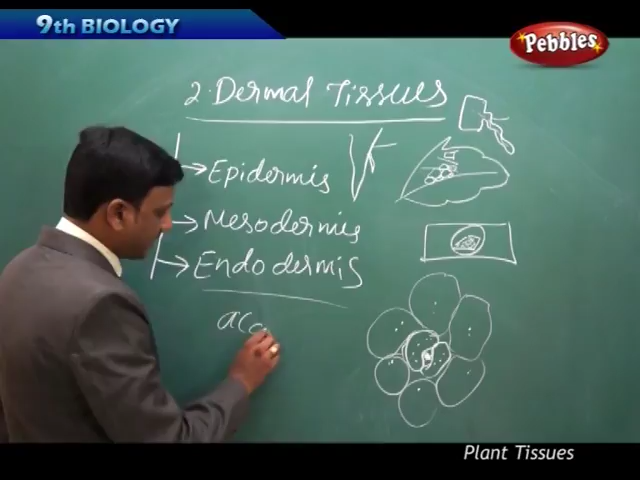 9th BIOLOGY
Pebbles
2. Dermal Tissues
Epidermis
Mesodermis
Endodermis
Plant Tissues